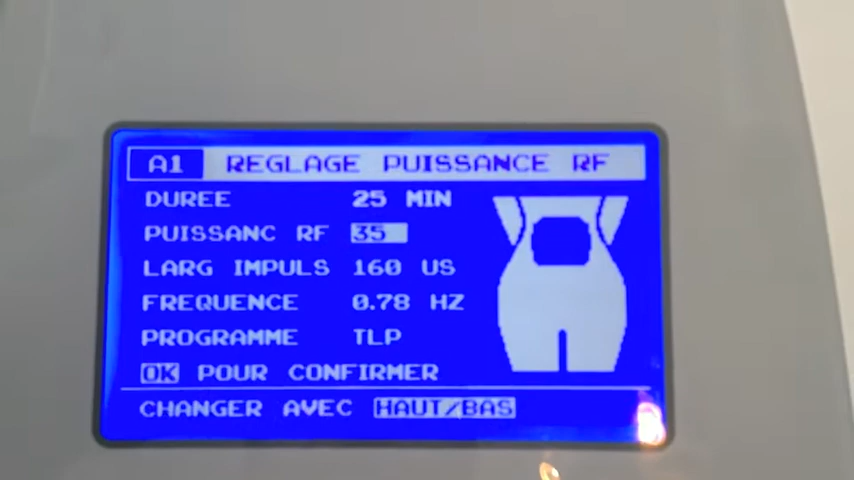 A1 REGLAGE PUISSANCE RF
DUREE 25 MIN
PUISSANC RF 35
LARG IMPULS 160 US
FREQUENCE 0.78 HZ
PROGRAMME TLP
OK POUR CONFIRMER
CHANGER AVEC HAUT/BAS